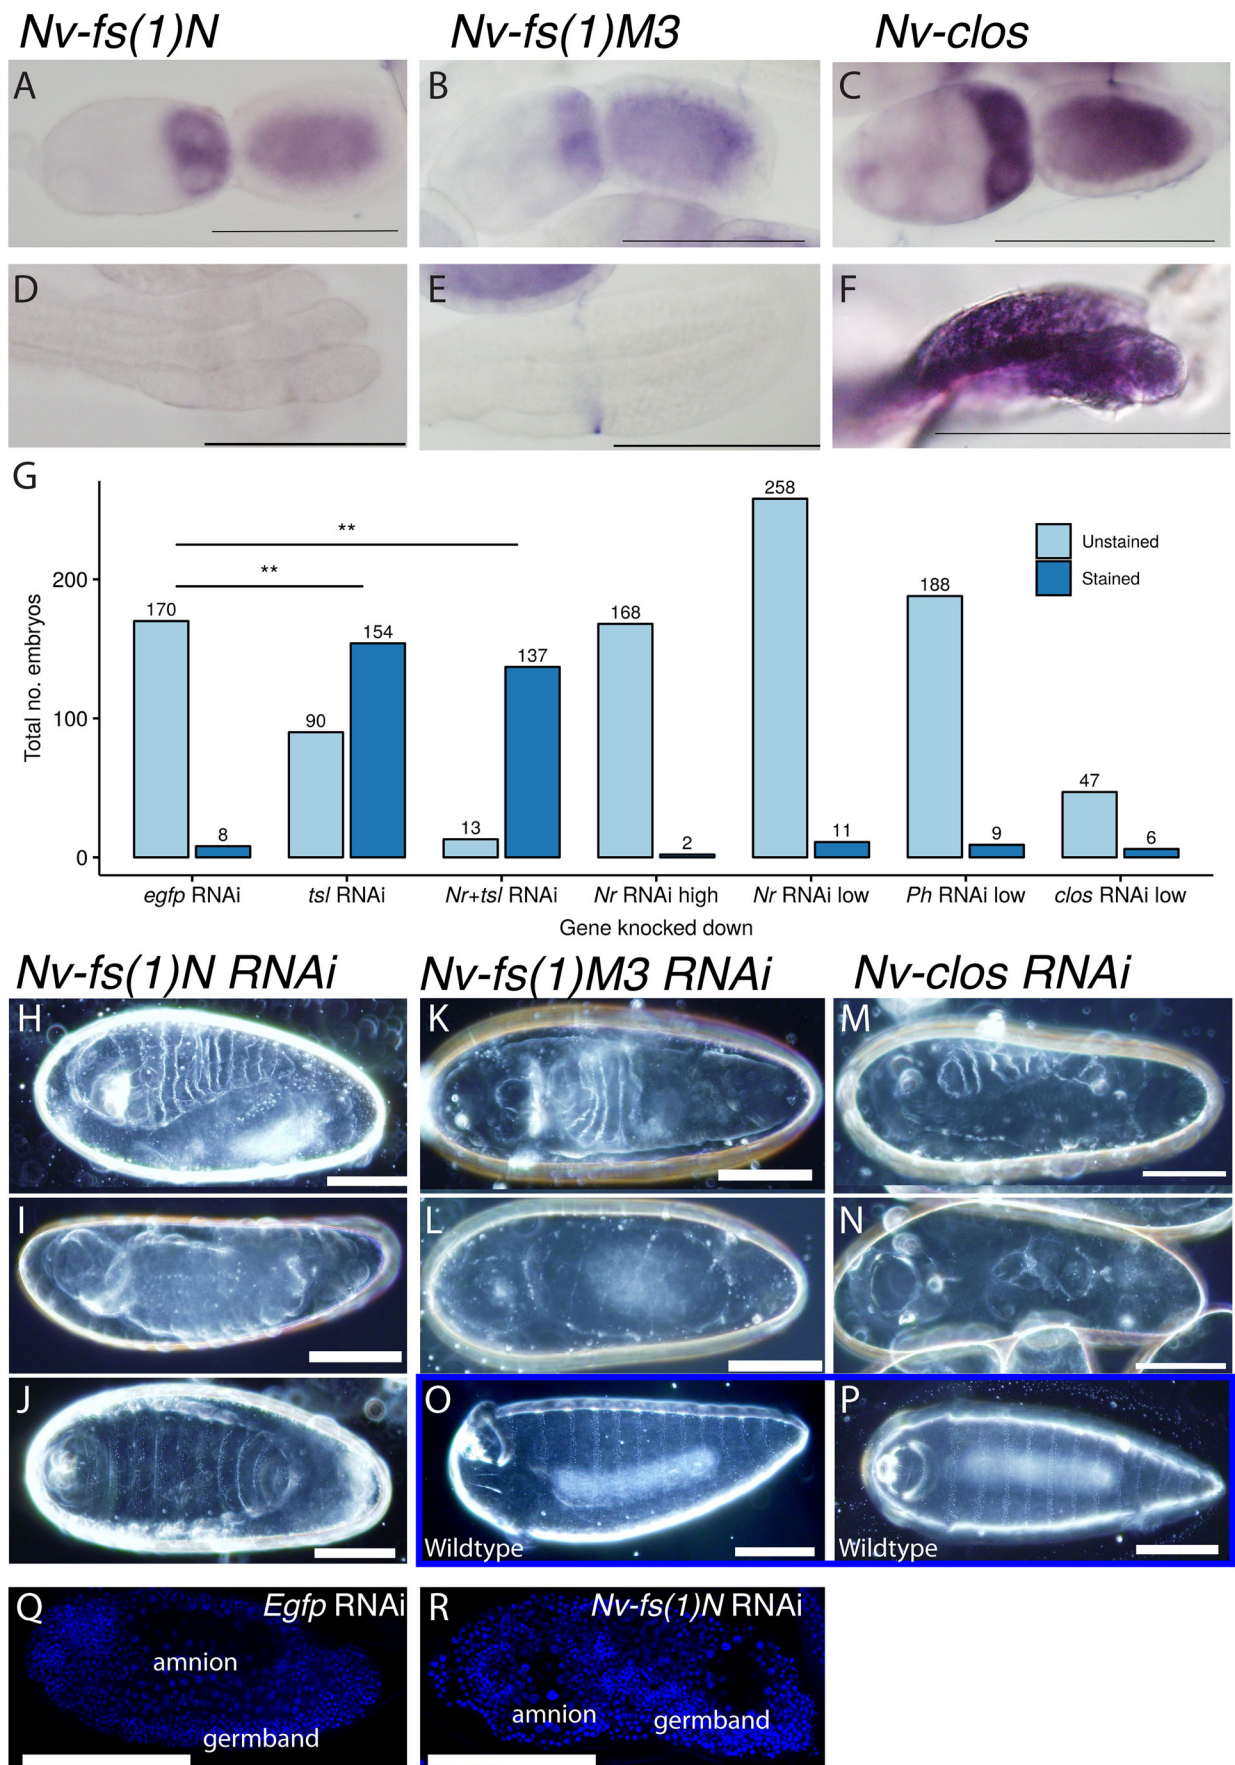 Nv-fs(1)N Nv-fs(1)M3 Nv-clos
A B C
D E F
G
258
**
Unstained
**
Stained
200
188
170
168
154
137
Total no. embryos
100
90
47
13
8
2
11
9
6
0
egfp RNAi tsl RNAi Nr+tsl RNAi Nr RNAi high Nr RNAi low Ph RNAi low clos RNAi low
Gene knocked down
Nv-fs(1)N RNAi Nv-fs(1)M3 RNAi Nv-clos RNAi
H K M
I L N
J O P
Wildtype Wildtype
Q Egfp RNAi R Nv-fs(1)N RNAi
amnion
germband
amnion germband